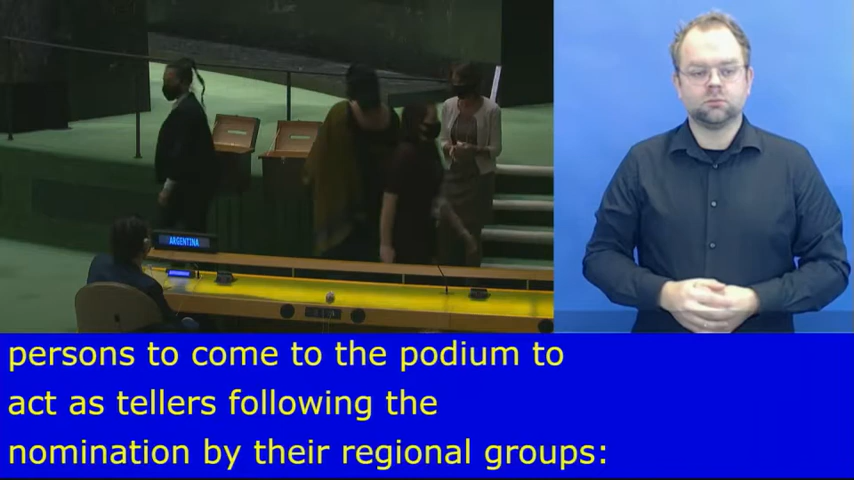 ARGENTINA
persons to come to the podium to
act as tellers following the
nomination by their regional groups: